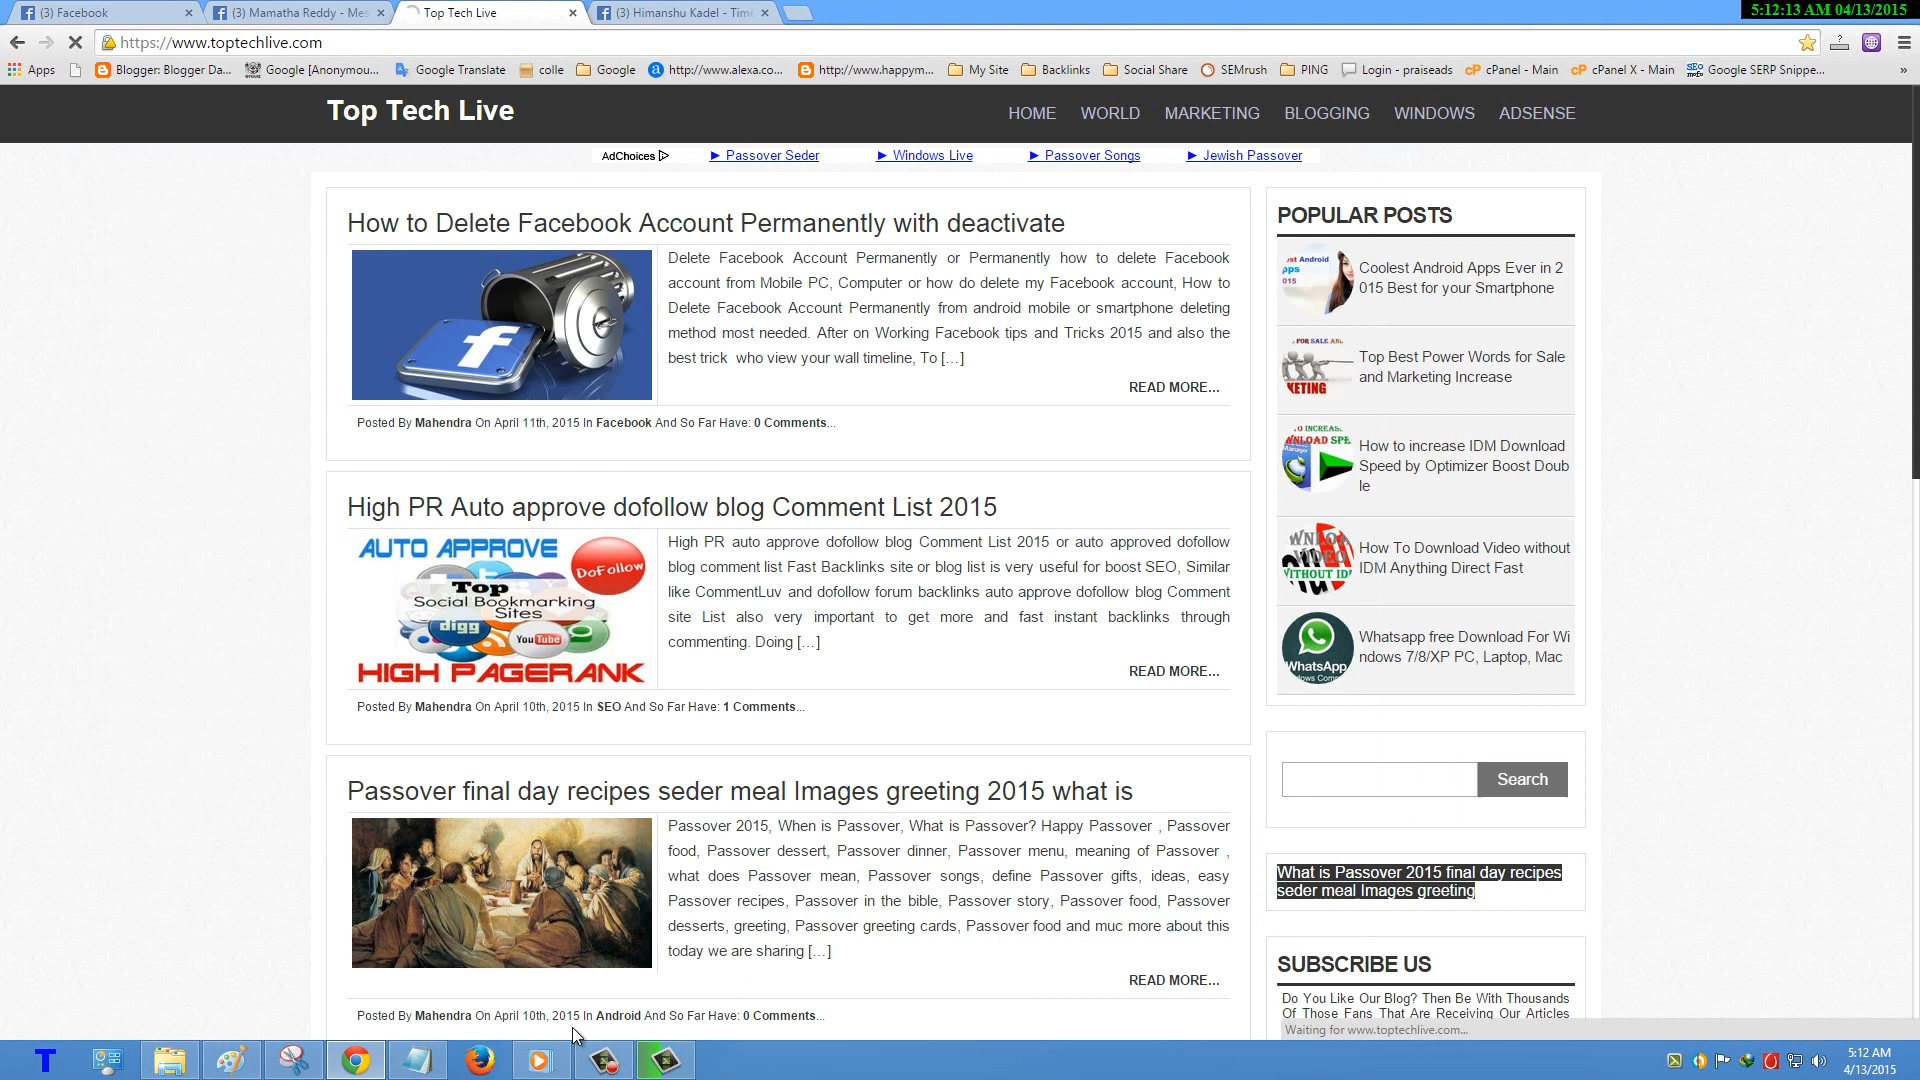 5:12:13 AM 04/13/2015
(3) Facebook
(3) Mamatha Reddy - Mes
Top Tech Live
(3) Himanshu Kadel - Tim
https://www.toptechlive.com
Apps
Blogger: Blogger Da...
Google [Anonymou...
Google Translate
colle
Google
http://www.alexa.co...
http://www.happym...
My Site
Backlinks
Social Share
SEMrush
PING
Login - praiseads
cPanel - Main
cPanel X - Main
Google SERP Snippe...
»
Top Tech Live
HOME
WORLD
MARKETING
BLOGGING
WINDOWS
ADSENSE
AdChoices
► Passover Seder
► Windows Live
► Passover Songs
► Jewish Passover
How to Delete Facebook Account Permanently with deactivate
Delete Facebook Account Permanently or Permanently how to delete Facebook
account from Mobile PC, Computer or how do delete my Facebook account, How to
Delete Facebook Account Permanently from android mobile or smartphone deleting
method most needed. After on Working Facebook tips and Tricks 2015 and also the
best trick who view your wall timeline, To […]
READ MORE...
Posted By Mahendra On April 11th, 2015 In Facebook And So Far Have: 0 Comments...
High PR Auto approve dofollow blog Comment List 2015
AUTO APPROVE
DoFollow
Top
Social Bookmarking
Sites
digg
YouTube
HIGH PAGERANK
High PR auto approve dofollow blog Comment List 2015 or auto approved dofollow
blog comment list Fast Backlinks site or blog list is very useful for boost SEO, Similar
like CommentLuv and dofollow forum backlinks auto approve dofollow blog Comment
site List also very important to get more and fast instant backlinks through
commenting. Doing […]
READ MORE...
Posted By Mahendra On April 10th, 2015 In SEO And So Far Have: 1 Comments...
Passover final day recipes seder meal Images greeting 2015 what is
Passover 2015, When is Passover, What is Passover? Happy Passover , Passover
food, Passover dessert, Passover dinner, Passover menu, meaning of Passover ,
what does Passover mean, Passover songs, define Passover gifts, ideas, easy
Passover recipes, Passover in the bible, Passover story, Passover food, Passover
desserts, greeting, Passover greeting cards, Passover food and muc more about this
today we are sharing […]
READ MORE...
Posted By Mahendra On April 10th, 2015 In Android And So Far Have: 0 Comments...
POPULAR POSTS
est Android
pps
015
Coolest Android Apps Ever in 2
015 Best for your Smartphone
FOR SALE AN
KETING
Top Best Power Words for Sale
and Marketing Increase
TO INCREAS
WNLOAD SPE
Manager
How to increase IDM Download
Speed by Optimizer Boost Doub
le
WNLO
VIDEO
WITHOUT ID
How To Download Video without
IDM Anything Direct Fast
WhatsApp
dows Com
Whatsapp free Download For Wi
ndows 7/8/XP PC, Laptop, Mac
Search
What is Passover 2015 final day recipes
seder meal Images greeting
SUBSCRIBE US
Do You Like Our Blog? Then Be With Thousands
Of Those Fans That Are Receiving Our Articles
Waiting for www.toptechlive.com...
T
5:12 AM
4/13/2015